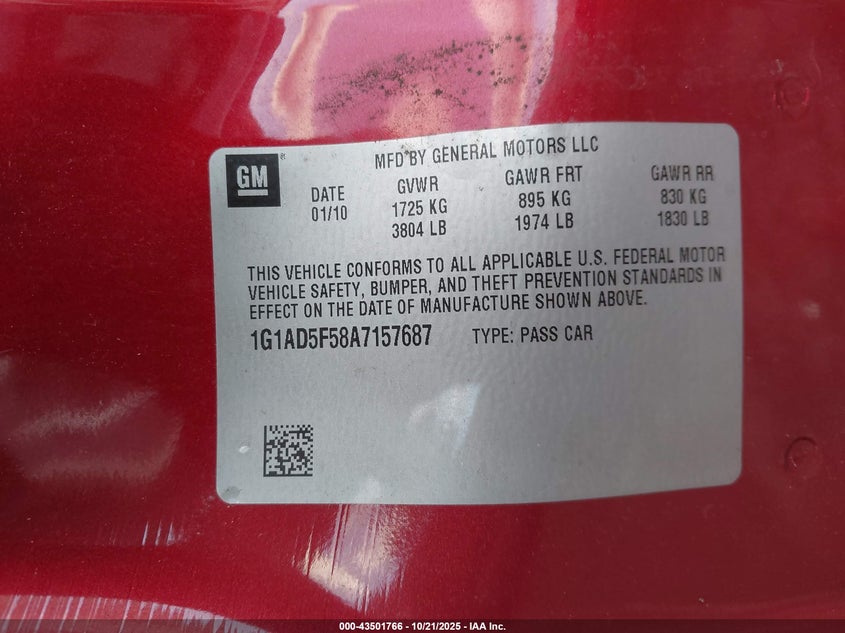 GM
MFD BY GENERAL MOTORS LLC
DATE GVWR GAWR FRT GAWR RR
01/10 1725 KG 895 KG 830 KG
3804 LB 1974 LB 1830 LB
THIS VEHICLE CONFORMS TO ALL APPLICABLE U.S. FEDERAL MOTOR
VEHICLE SAFETY, BUMPER, AND THEFT PREVENTION STANDARDS IN
EFFECT ON THE DATE OF MANUFACTURE SHOWN ABOVE.
1G1AD5F58A7157687 TYPE: PASS CAR
000-43501766 - 10/21/2025 - IAA Inc.